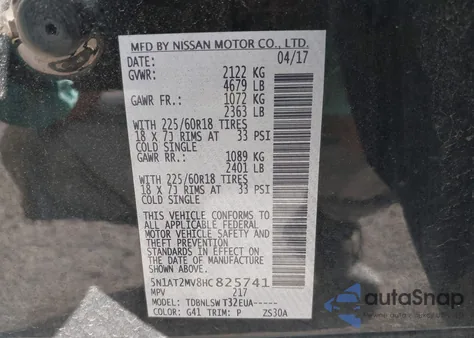 MFD BY NISSAN MOTOR CO., LTD.
DATE: 04/17
GVWR: 2122 KG
4679 LB
GAWR FR.: 1072 KG
2363 LB
WITH 225/60R18 TIRES
18 X 7J RIMS AT 33 PSI
COLD SINGLE
GAWR RR.: 1089 KG
2401 LB
WITH 225/60R18 TIRES
18 X 7J RIMS AT 33 PSI
COLD SINGLE
THIS VEHICLE CONFORMS TO
ALL APPLICABLE FEDERAL
MOTOR VEHICLE SAFETY AND
THEFT PREVENTION
STANDARDS IN EFFECT ON THE
DATE OF MANUFACTURE SHOWN
ABOVE.
5N1AT2MV8HC825741
MPV 217
MODEL: TDBNLSW T32EUA-----
COLOR: G41 TRIM: P ZS30A
autoSnap